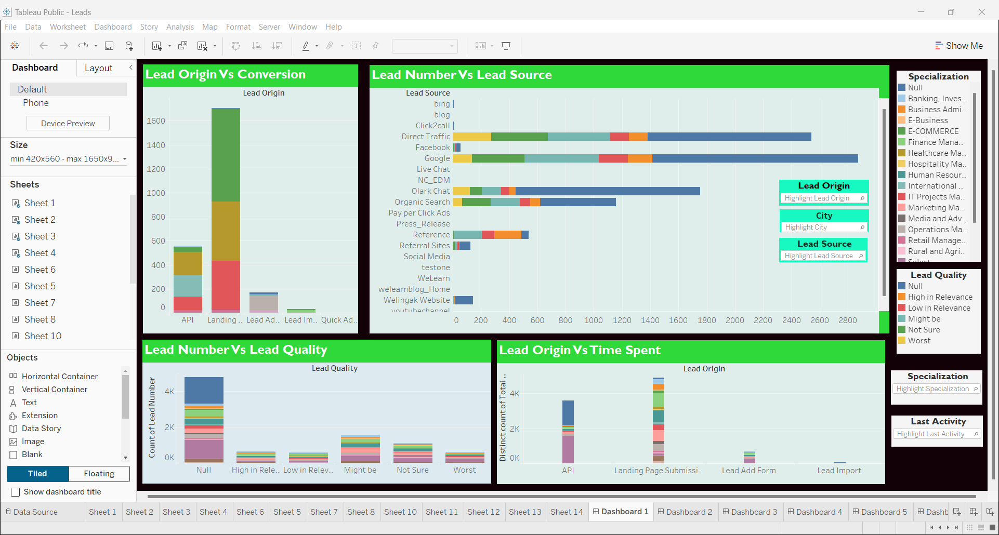 Tableau Public - Leads
File Data Worksheet Dashboard Story Analysis Map Format Server Window Help
Show Me
Dashboard
Layout
Default
Phone
Device Preview
Size
min 420x560 - max 1650x9...
Sheets
Sheet 1
Sheet 2
Sheet 3
Sheet 4
Sheet 6
Sheet 5
Sheet 7
Sheet 8
Sheet 10
Objects
Horizontal Container
Vertical Container
Text
Extension
Data Story
Image
Blank
Tiled
Floating
Show dashboard title
Lead Origin Vs Conversion
Lead Origin
1600
1400
1200
1000
800
600
400
200
0
API Landing .. Lead Ad.. Lead Im.. Quick Ad..
Lead Number Vs Lead Source
Lead Source
bing
blog
Click2call
Direct Traffic
Facebook
Google
Live Chat
NC_EDM
Olark Chat
Organic Search
Pay per Click Ads
Press_Release
Reference
Referral Sites
Social Media
testone
WeLearn
welearnblog_Home
Welingak Website
youtubechannel
0 200 400 600 800 1000 1200 1400 1600 1800 2000 2200 2400 2600 2800
Lead Origin
Highlight Lead Origin
City
Highlight City
Lead Source
Highlight Lead Source
Specialization
Null
Banking, Inves..
Business Admi..
E-Business
E-COMMERCE
Finance Mana..
Healthcare Ma..
Hospitality Ma..
Human Resour..
International ..
IT Projects Ma..
Marketing Ma..
Media and Adv..
Operations Ma..
Retail Manage..
Rural and Agri..
Select
Lead Quality
Null
High in Relevance
Low in Relevance
Might be
Not Sure
Worst
Specialization
Highlight Specialization
Last Activity
Highlight Last Activity
Lead Number Vs Lead Quality
Lead Quality
Count of Lead Number
4K
2K
0K
Null High in Rele.. Low in Relev.. Might be Not Sure Worst
Lead Origin Vs Time Spent
Lead Origin
Distinct count of Total ..
4K
2K
0K
API Landing Page Submissi.. Lead Add Form Lead Import
Data Source Sheet 1 Sheet 2 Sheet 3 Sheet 4 Sheet 6 Sheet 5 Sheet 7 Sheet 8 Sheet 10 Sheet 11 Sheet 12 Sheet 13 Sheet 14 Dashboard 1 Dashboard 2 Dashboard 3 Dashboard 4 Dashboard 5 Dashb